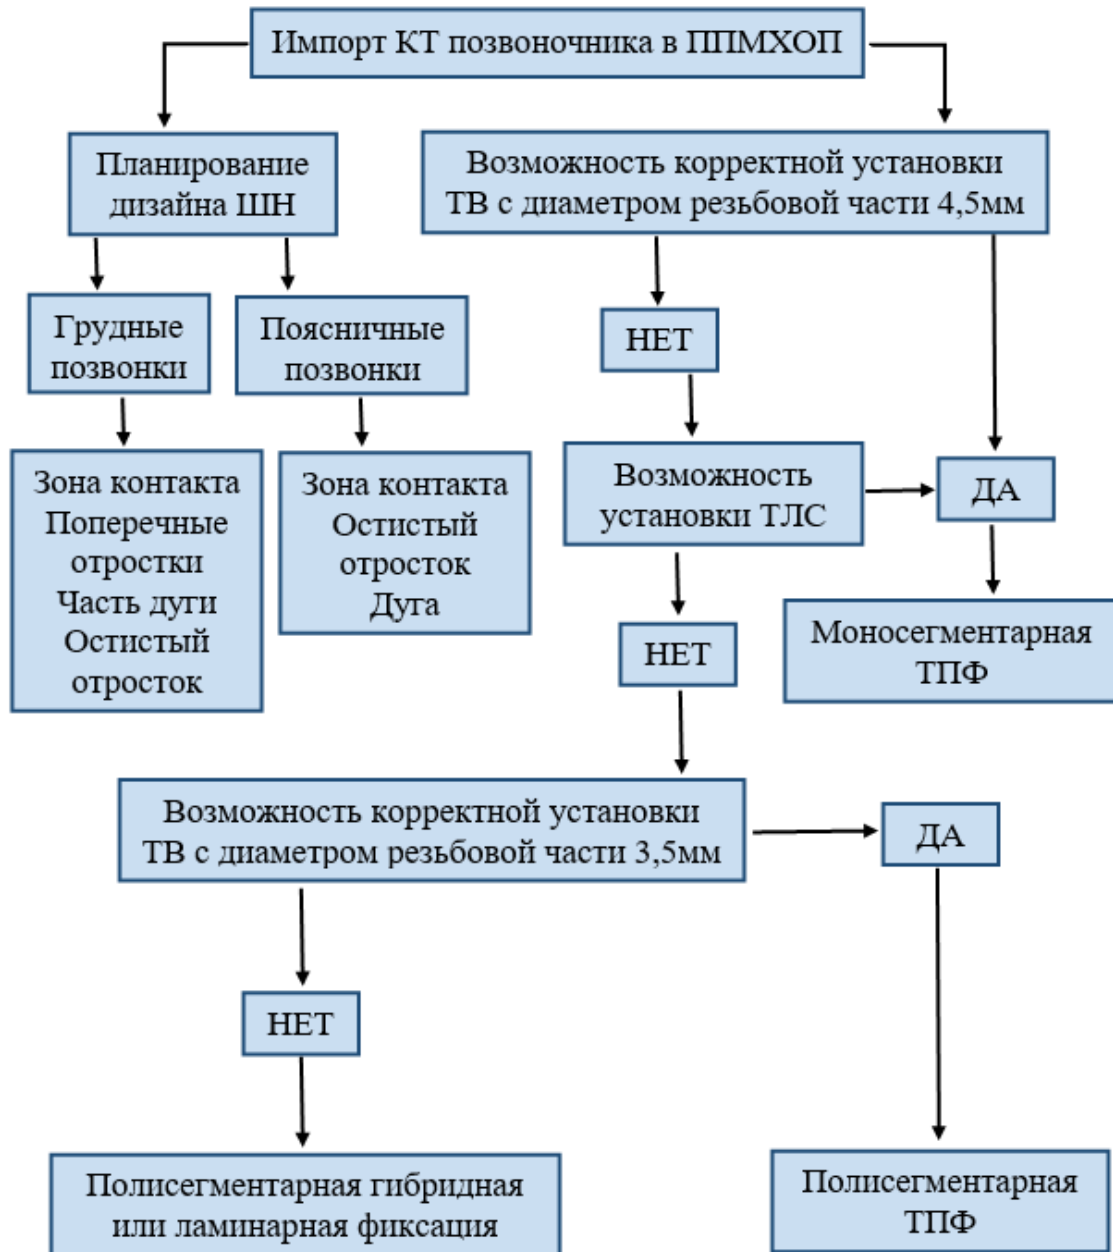 Импорт КТ позвоночника в ППМХОП
Планирование
дизайна ШН
Возможность корректной установки
ТВ с диаметром резьбовой части 4,5мм
Грудные
позвонки
Поясничные
позвонки
НЕТ
Зона контакта
Поперечные
отростки
Часть дуги
Остистый
отросток
Зона контакта
Остистый
отросток
Дуга
Возможность
установки ТЛС
ДА
НЕТ
Моносегментарная
ТПФ
Возможность корректной установки
ТВ с диаметром резьбовой части 3,5мм
ДА
НЕТ
Полисегментарная гибридная
или ламинарная фиксация
Полисегментарная
ТПФ